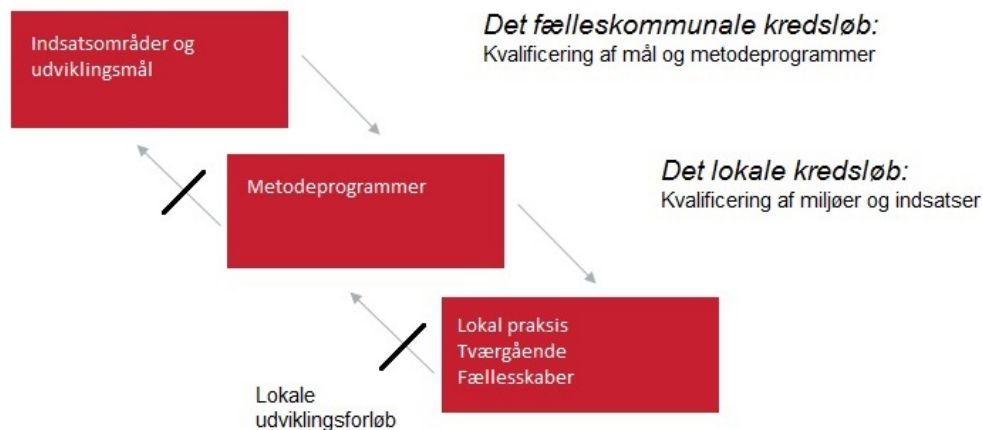 Indsatsområder og
udviklingsmål
Det fælleskommunale kredsløb:
Kvalificering af mål og metodeprogrammer
Metodeprogrammer
Det lokale kredsløb:
Kvalificering af miljøer og indsatser
Lokal praksis
Tværgående
Fællesskaber
Lokale
udviklingsforløb